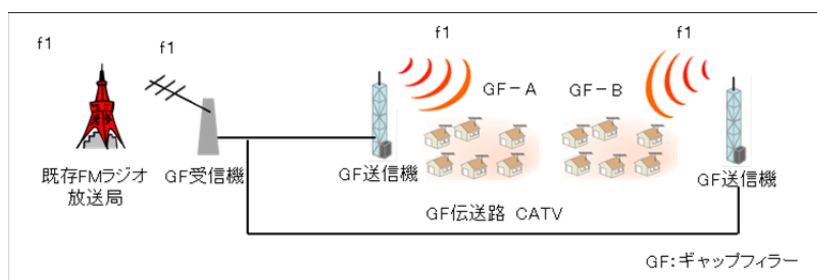 f1
f1
f1
f1
GF－A
GF－B
既存FMラジオ
放送局
GF受信機
GF送信機
GF送信機
GF伝送路 CATV
GF：ギャップフィラー